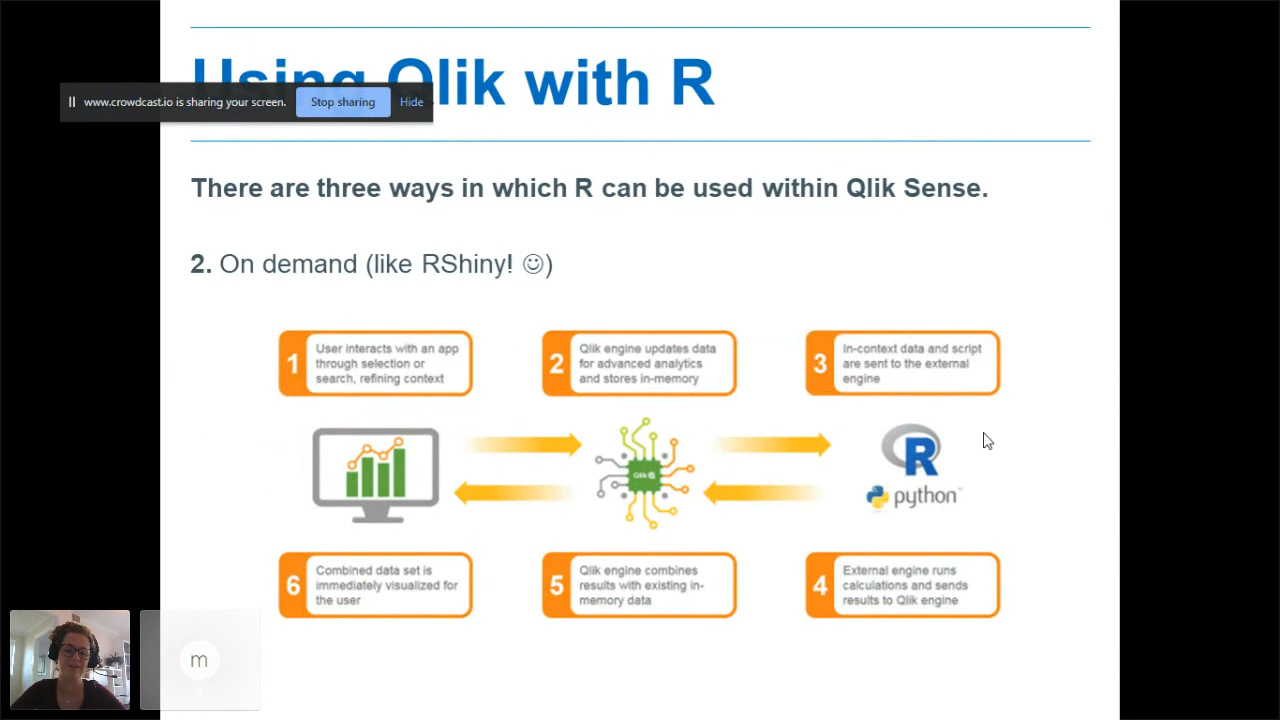 Using Qlik with R
www.crowdcast.io is sharing your screen. Stop sharing Hide
There are three ways in which R can be used within Qlik Sense.
2. On demand (like RShiny! ☺)
1
User interacts with an app
through selection or
search, refining context
2
Qlik engine updates data
for advanced analytics
and stores in-memory
3
In-context data and script
are sent to the external
engine
Qlik
R
python™
6
Combined data set is
immediately visualized for
the user
5
Qlik engine combines
results with existing in-
memory data
4
External engine runs
calculations and sends
results to Qlik engine
m